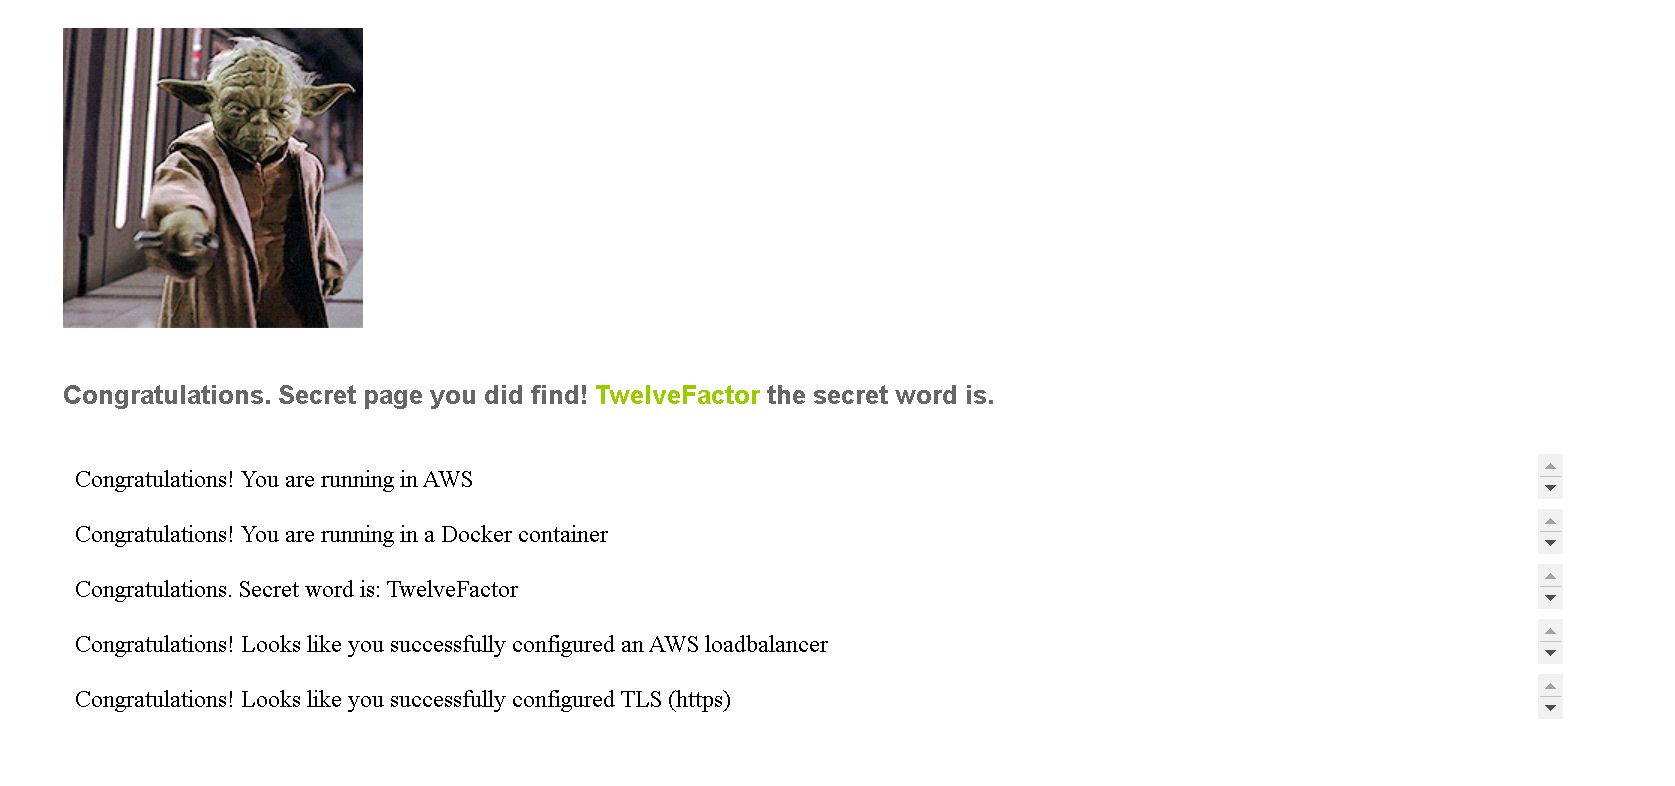 Congratulations. Secret page you did find! TwelveFactor the secret word is.
Congratulations! You are running in AWS
Congratulations! You are running in a Docker container
Congratulations. Secret word is: TwelveFactor
Congratulations! Looks like you successfully configured an AWS loadbalancer
Congratulations! Looks like you successfully configured TLS (https)